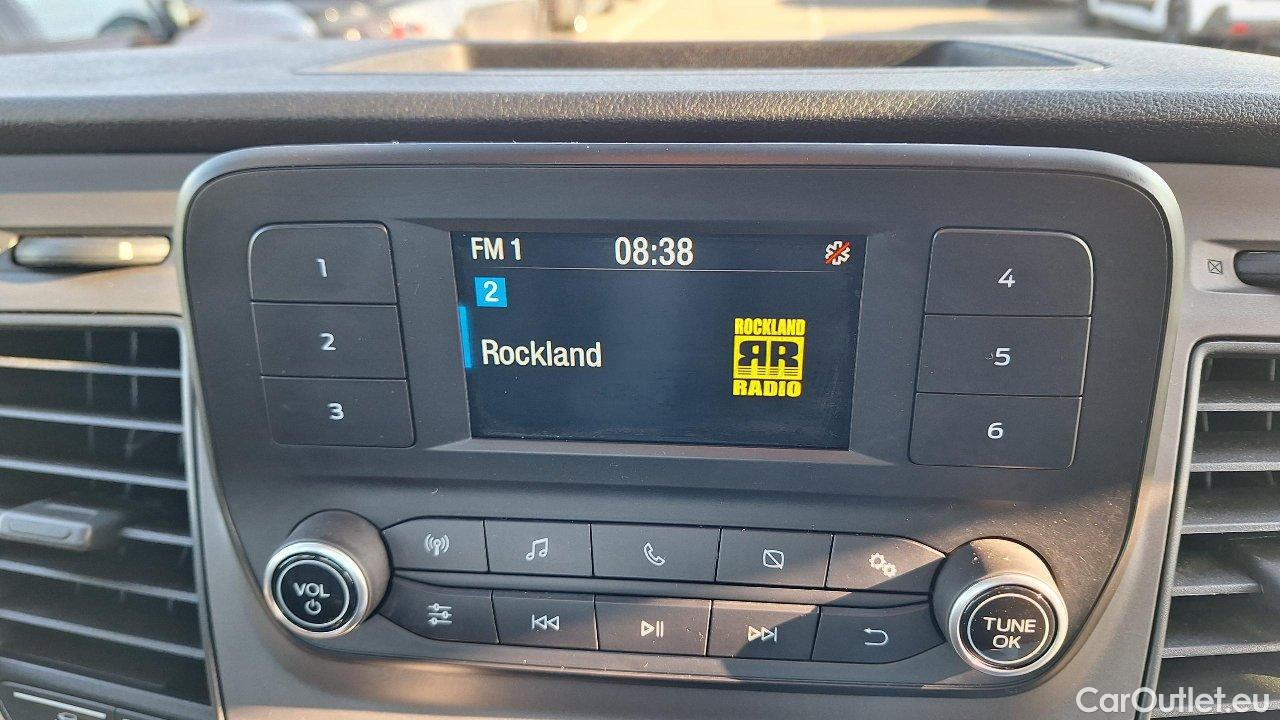 FM 1 08:38
2
Rockland
ROCKLAND
RR
RADIO
1
2
3
4
5
6
VOL
TUNE
OK
CarOutlet.eu